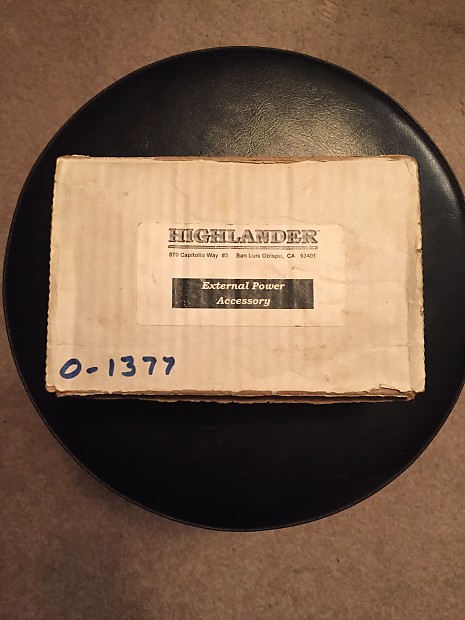 HIGHLANDER
870 Capitolio Way #3 San Luis Obispo, CA 93401
External Power
Accessory
0-1377